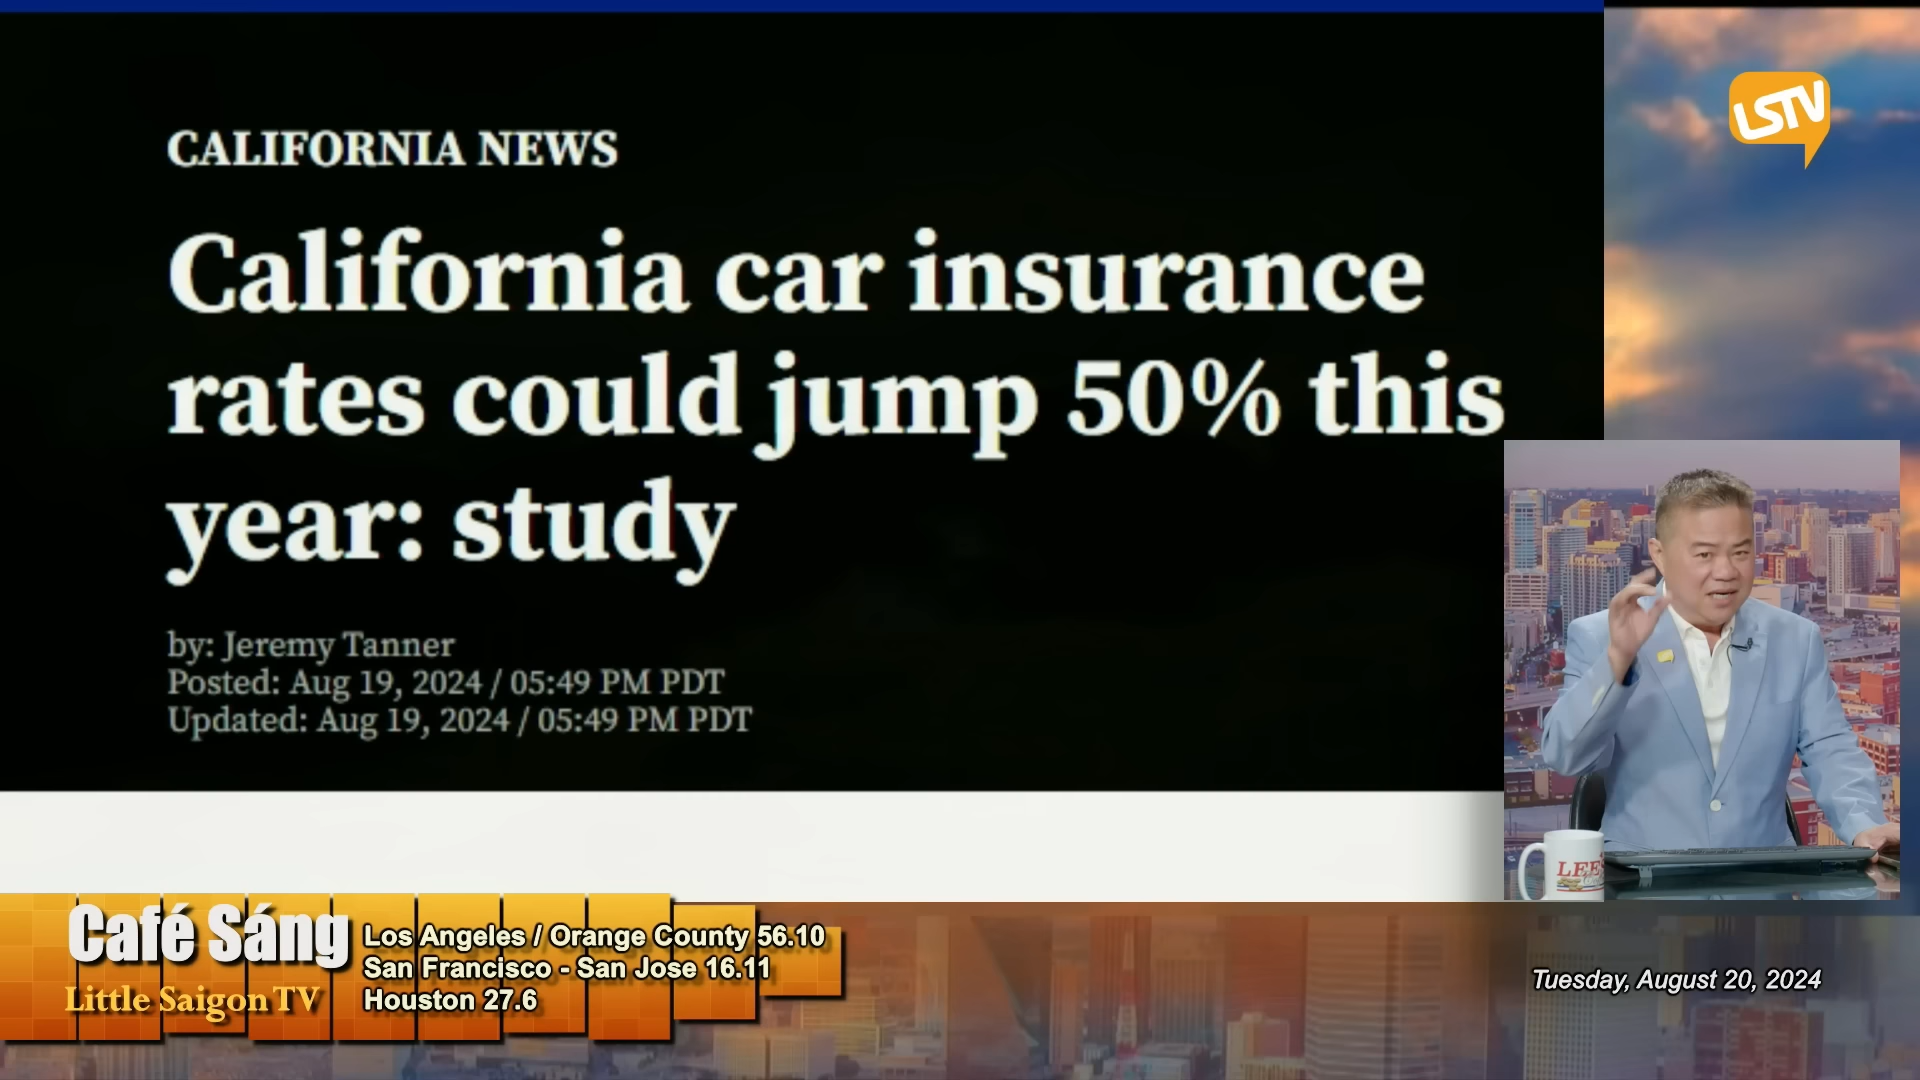 CALIFORNIA NEWS
California car insurance
rates could jump 50% this
year: study
by: Jeremy Tanner
Posted: Aug 19, 2024 / 05:49 PM PDT
Updated: Aug 19, 2024 / 05:49 PM PDT
LSTV
LEE'S
Café Sáng
Little Saigon TV
Los Angeles / Orange County 56.10
San Francisco - San Jose 16.11
Houston 27.6
Tuesday, August 20, 2024